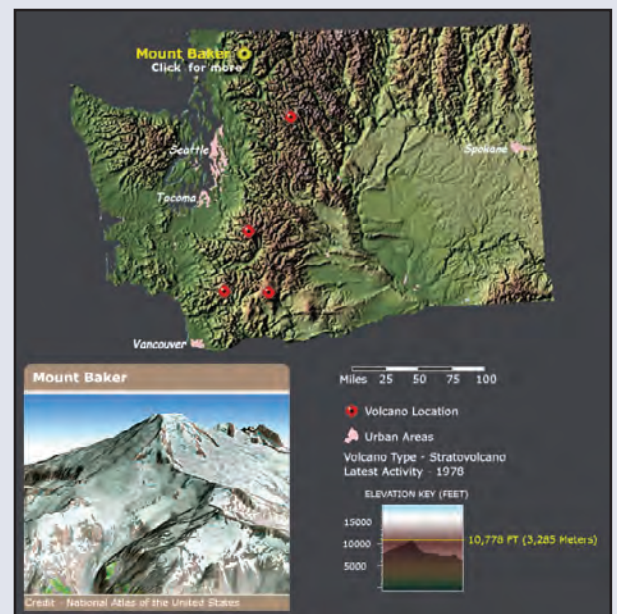 Mount Baker
Click for more
Seattle
Spokane
Tacoma
Vancouver
Mount Baker
Miles 25 50 75 100
Volcano Location
Urban Areas
Volcano Type - Stratovolcano
Latest Activity - 1978
ELEVATION KEY (FEET)
15000
10000
5000
10,778 FT (3,285 Meters)
Credit - National Atlas of the United States